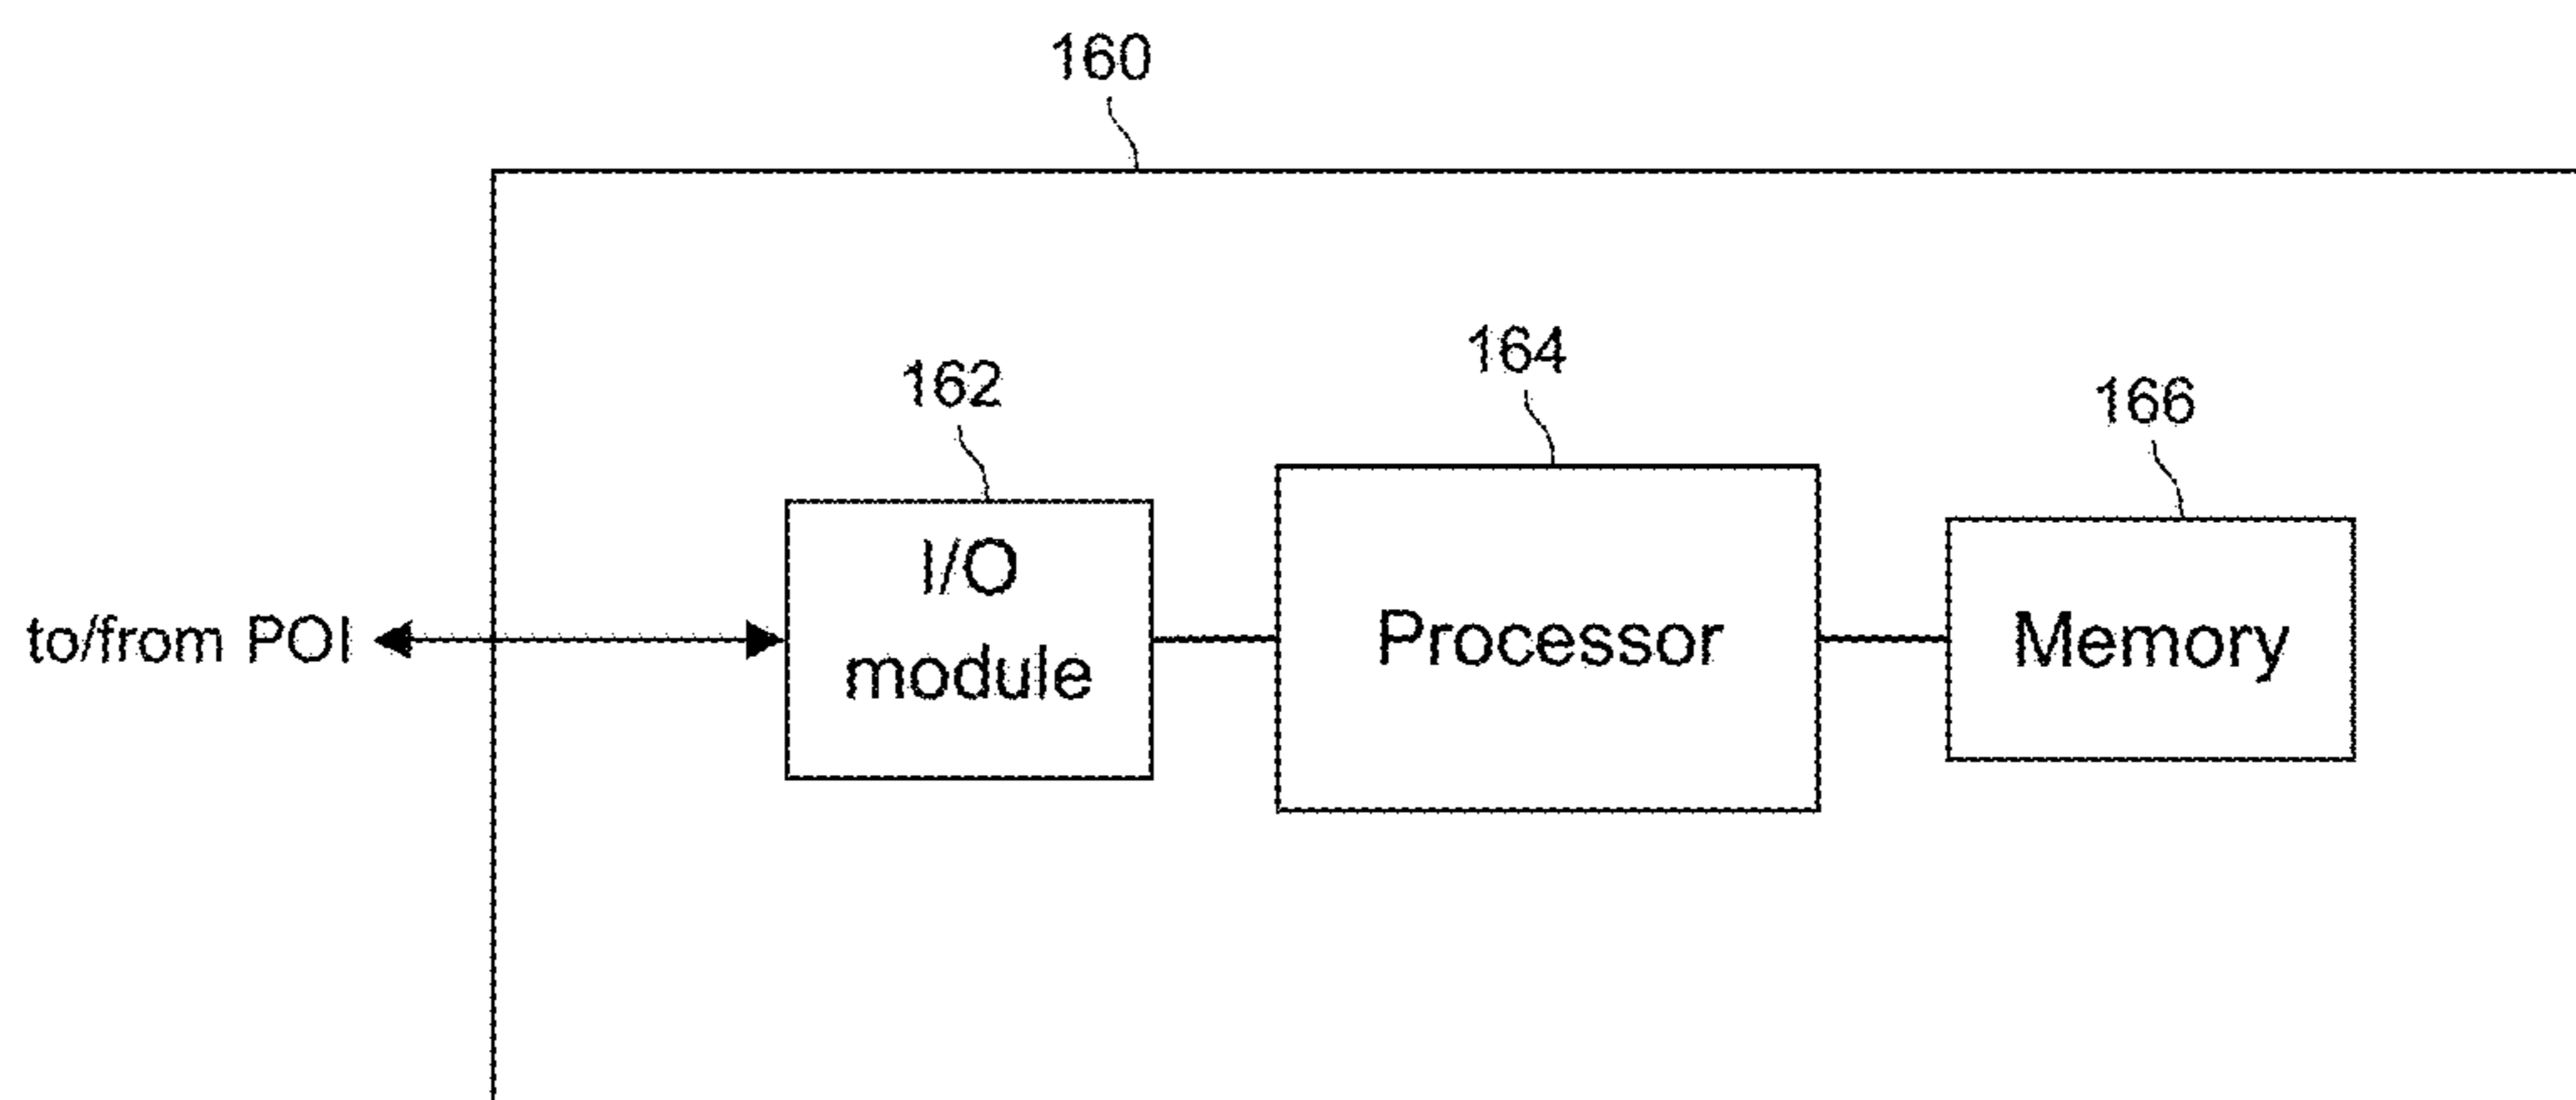 160
164
162
166
I/O
module
Processor
Memory
to/from POI